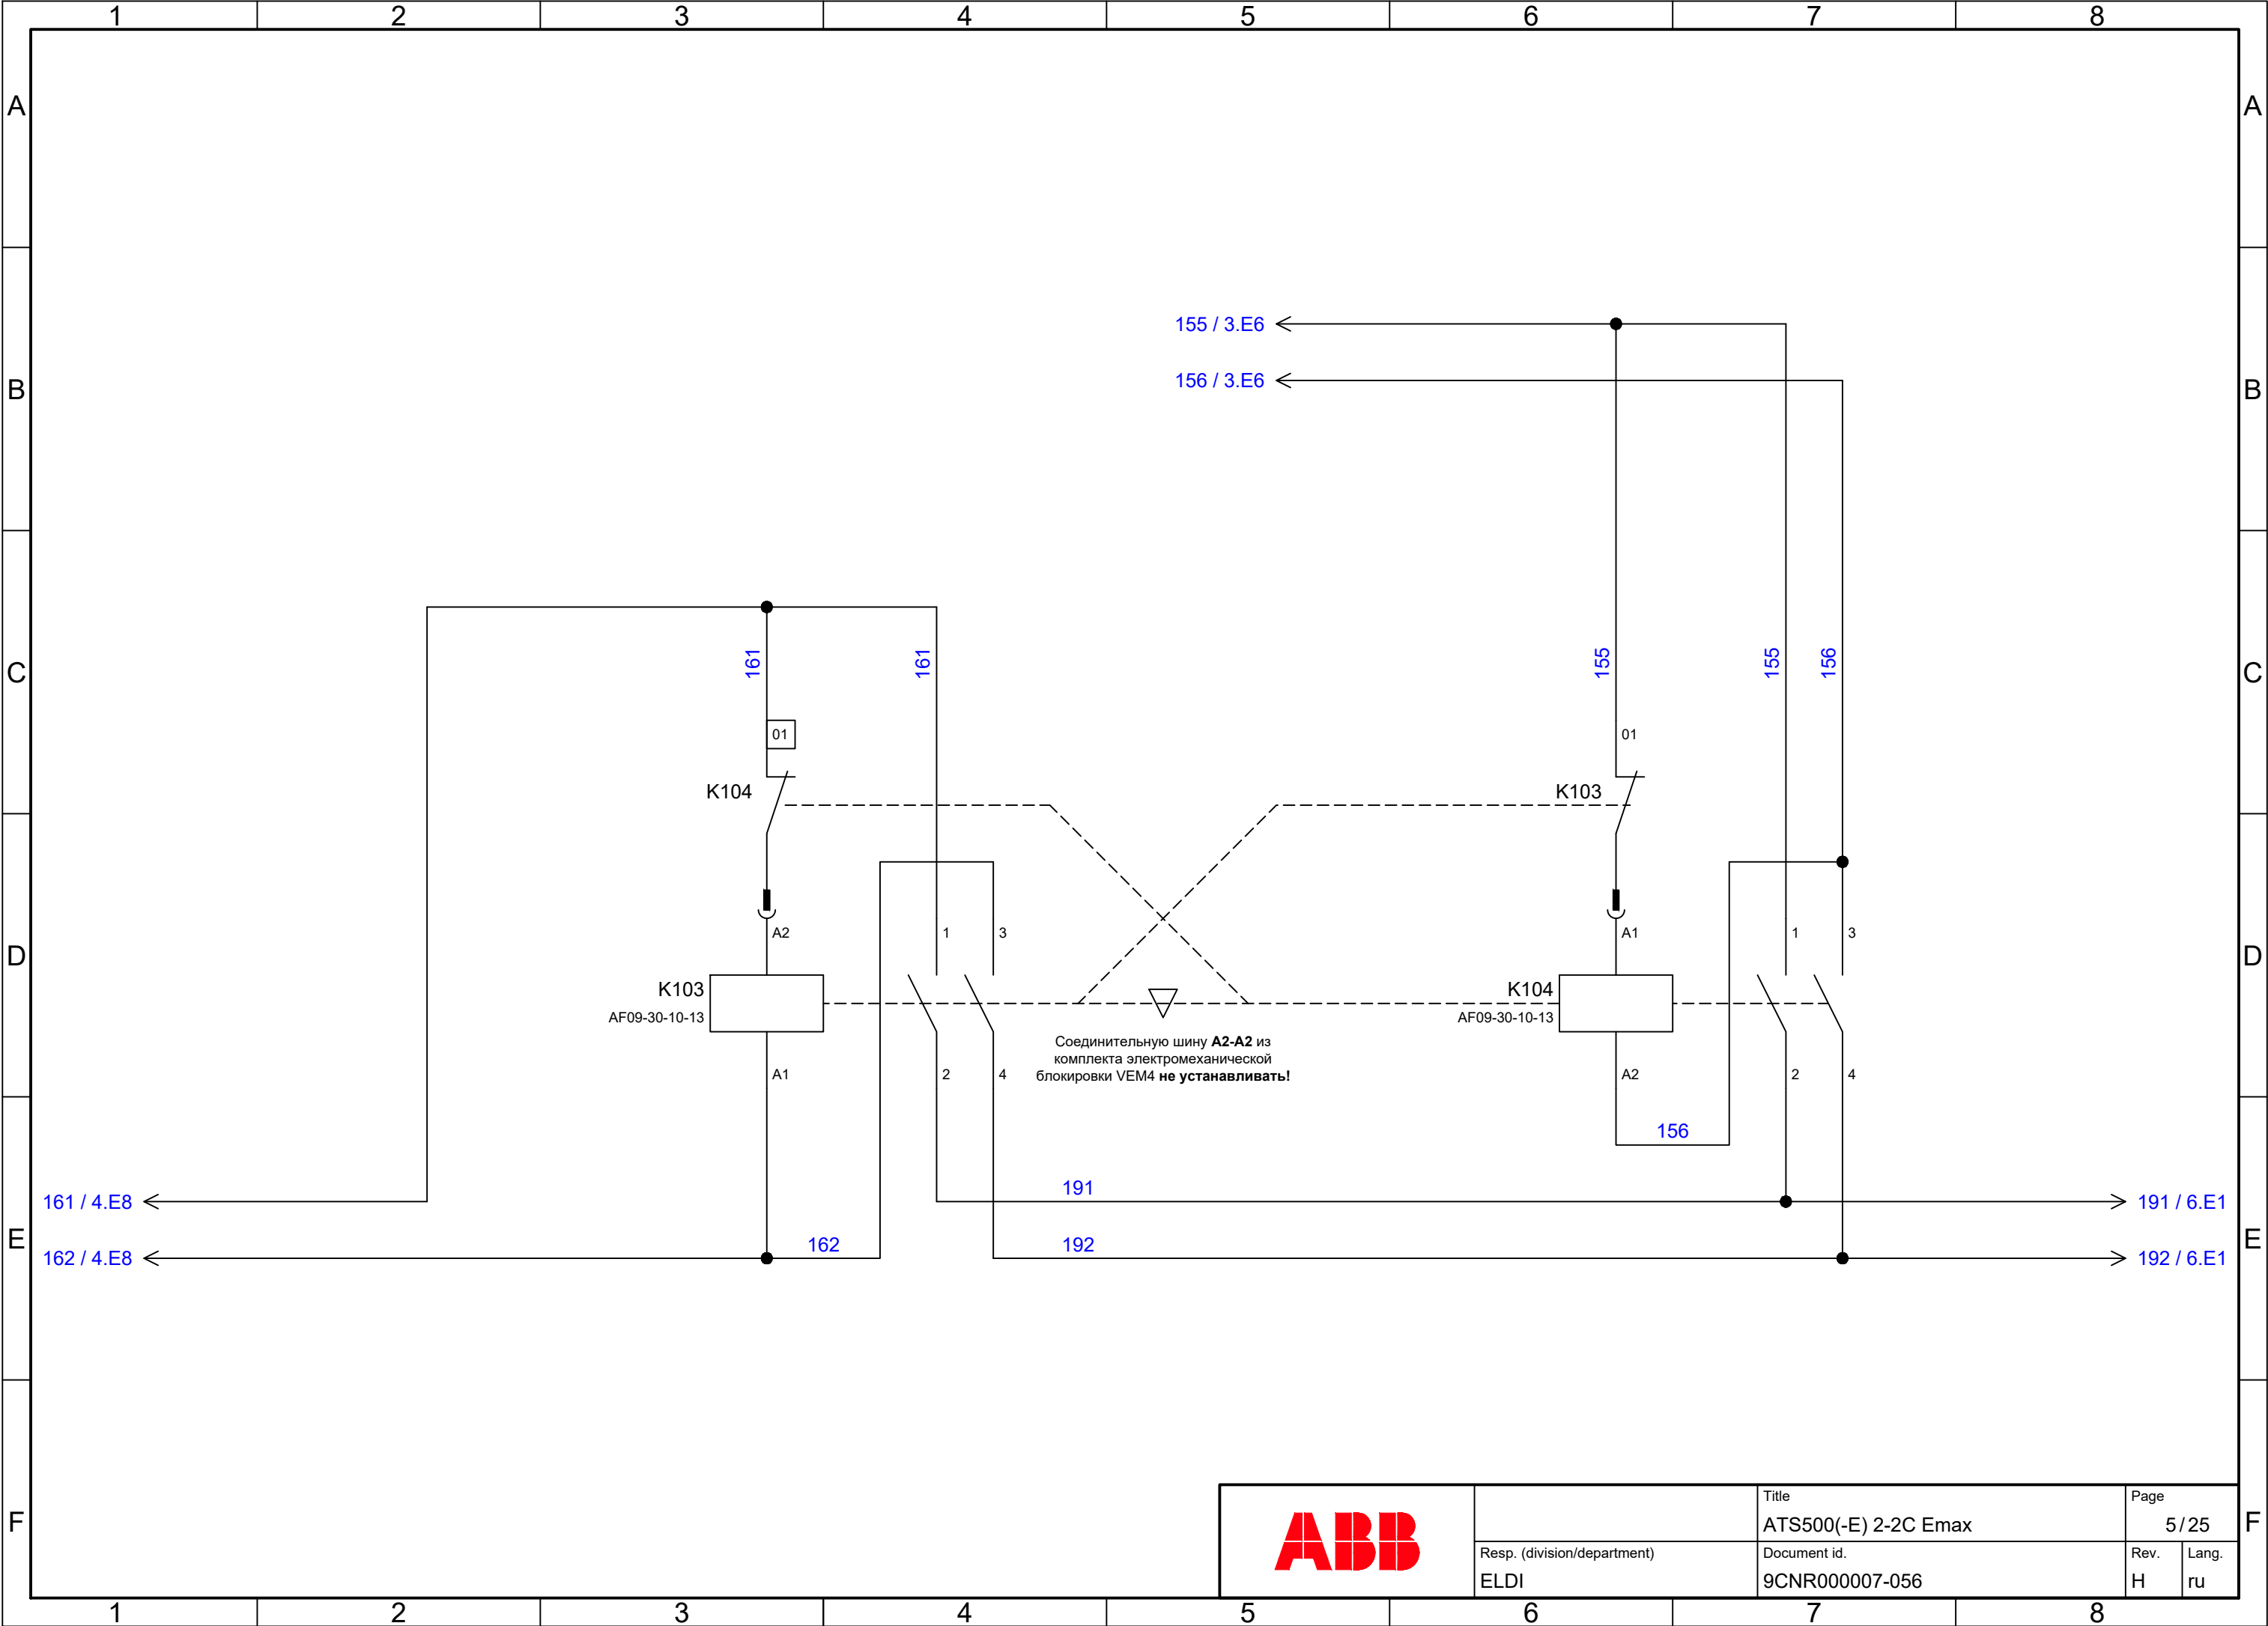 1 2 3 4 5 6 7 8
A A
155 / 3.E6
156 / 3.E6
B B
161 161 155 155 156
C C
01 01
K104 K103
A2 1 3 A1 1 3
D D
K103 K104
AF09-30-10-13 AF09-30-10-13
Соединительную шину A2-A2 из
комплекта электромеханической
блокировки VEM4 не устанавливать!
A1 2 4 A2 2 4
156
191
161 / 4.E8 191 / 6.E1
E E
162 192
162 / 4.E8 192 / 6.E1
F F
ABB
Title
ATS500(-E) 2-2C Emax
Page
5/25
Resp. (division/department)
ELDI
Document id.
9CNR000007-056
Rev.
H
Lang.
ru
1 2 3 4 5 6 7 8